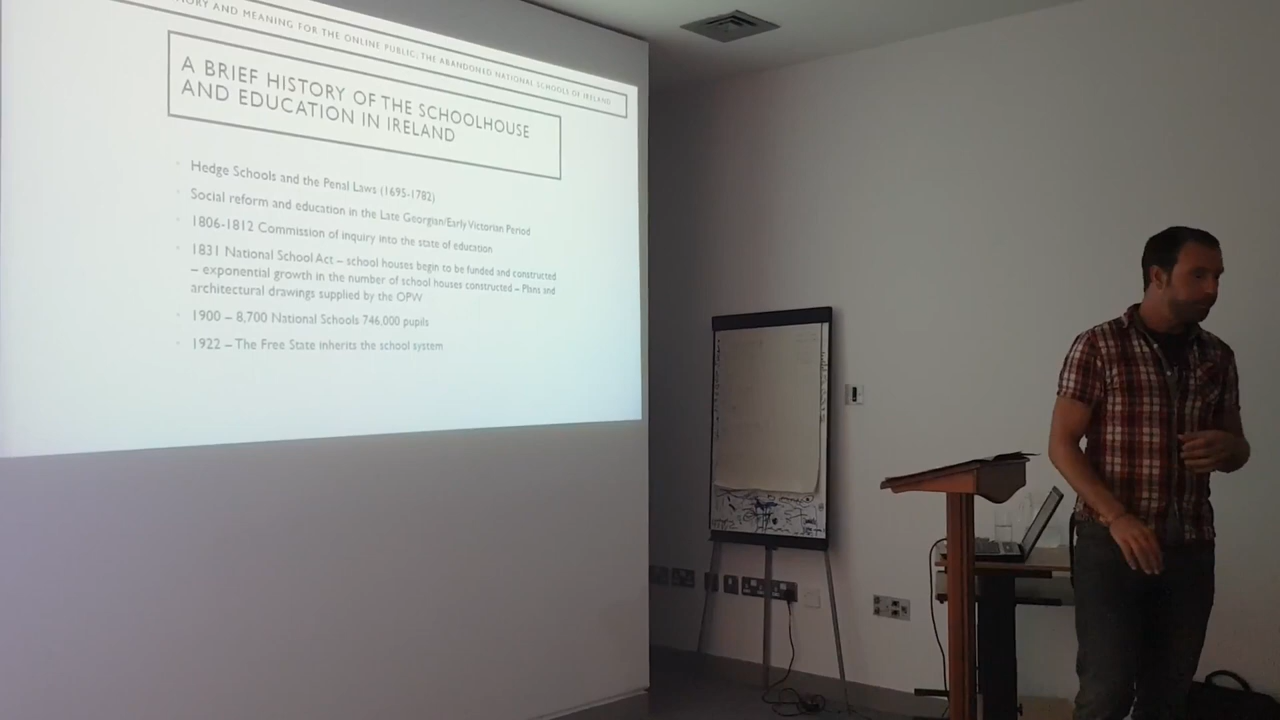 ORY AND MEANING FOR THE ONLINE PUBLIC; THE ABANDONED NATIONAL SCHOOLS OF IRELAND
A BRIEF HISTORY OF THE SCHOOLHOUSE
AND EDUCATION IN IRELAND
Hedge Schools and the Penal Laws (1695-1782)
Social reform and education in the Late Georgian/Early Victorian Period
1806-1812 Commission of inquiry into the state of education
1831 National School Act – school houses begin to be funded and constructed
– exponential growth in the number of school houses constructed – Plans and
architectural drawings supplied by the OPW
1900 – 8,700 National Schools 746,000 pupils
1922 – The Free State inherits the school system